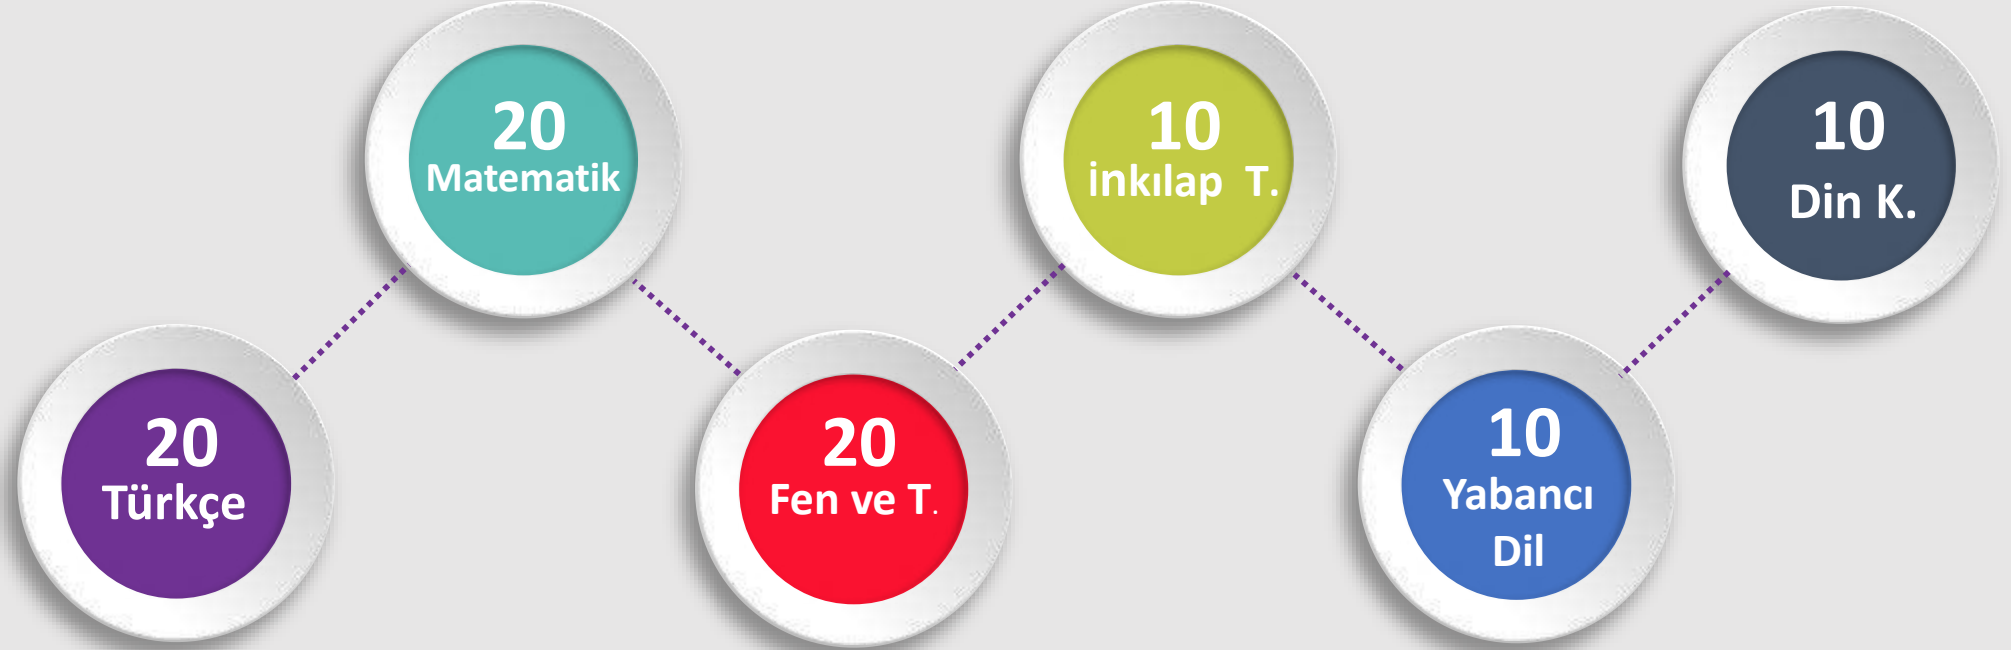 20
Türkçe
20
Matematik
20
Fen ve T.
10
inkılap T.
10
Yabancı
Dil
10
Din K.